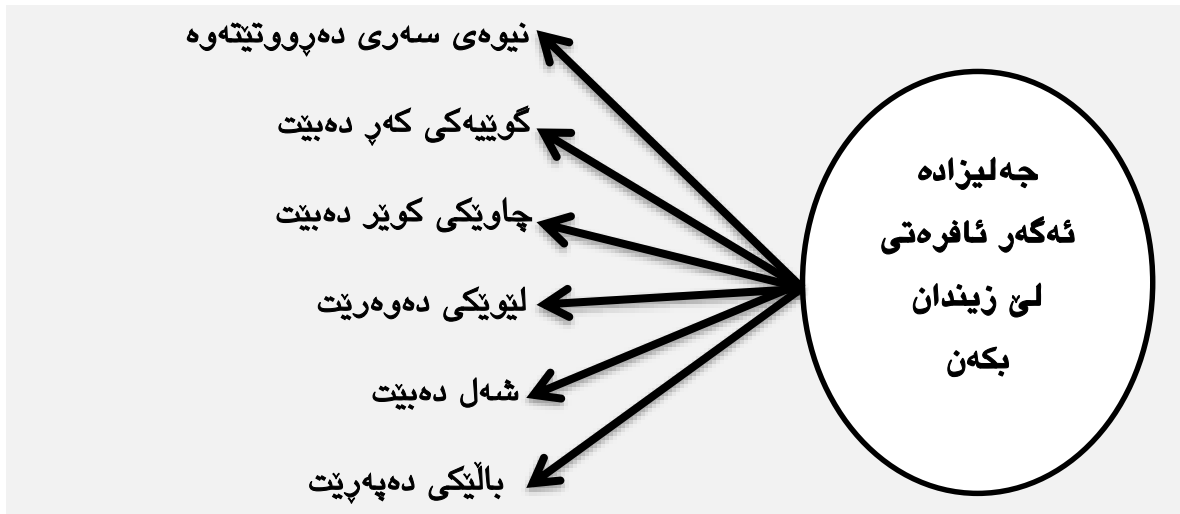 جەلیزادە
ئەگەر ئافرەتی
لێ زیندان
بکەن
نیوەی سەری دەڕووتێتەوە
گوێیەکی کەڕ دەبێت
چاوێکی کوێر دەبێت
لێوێکی دەوەرێت
شەل دەبێت
باڵێکی دەپەڕێت